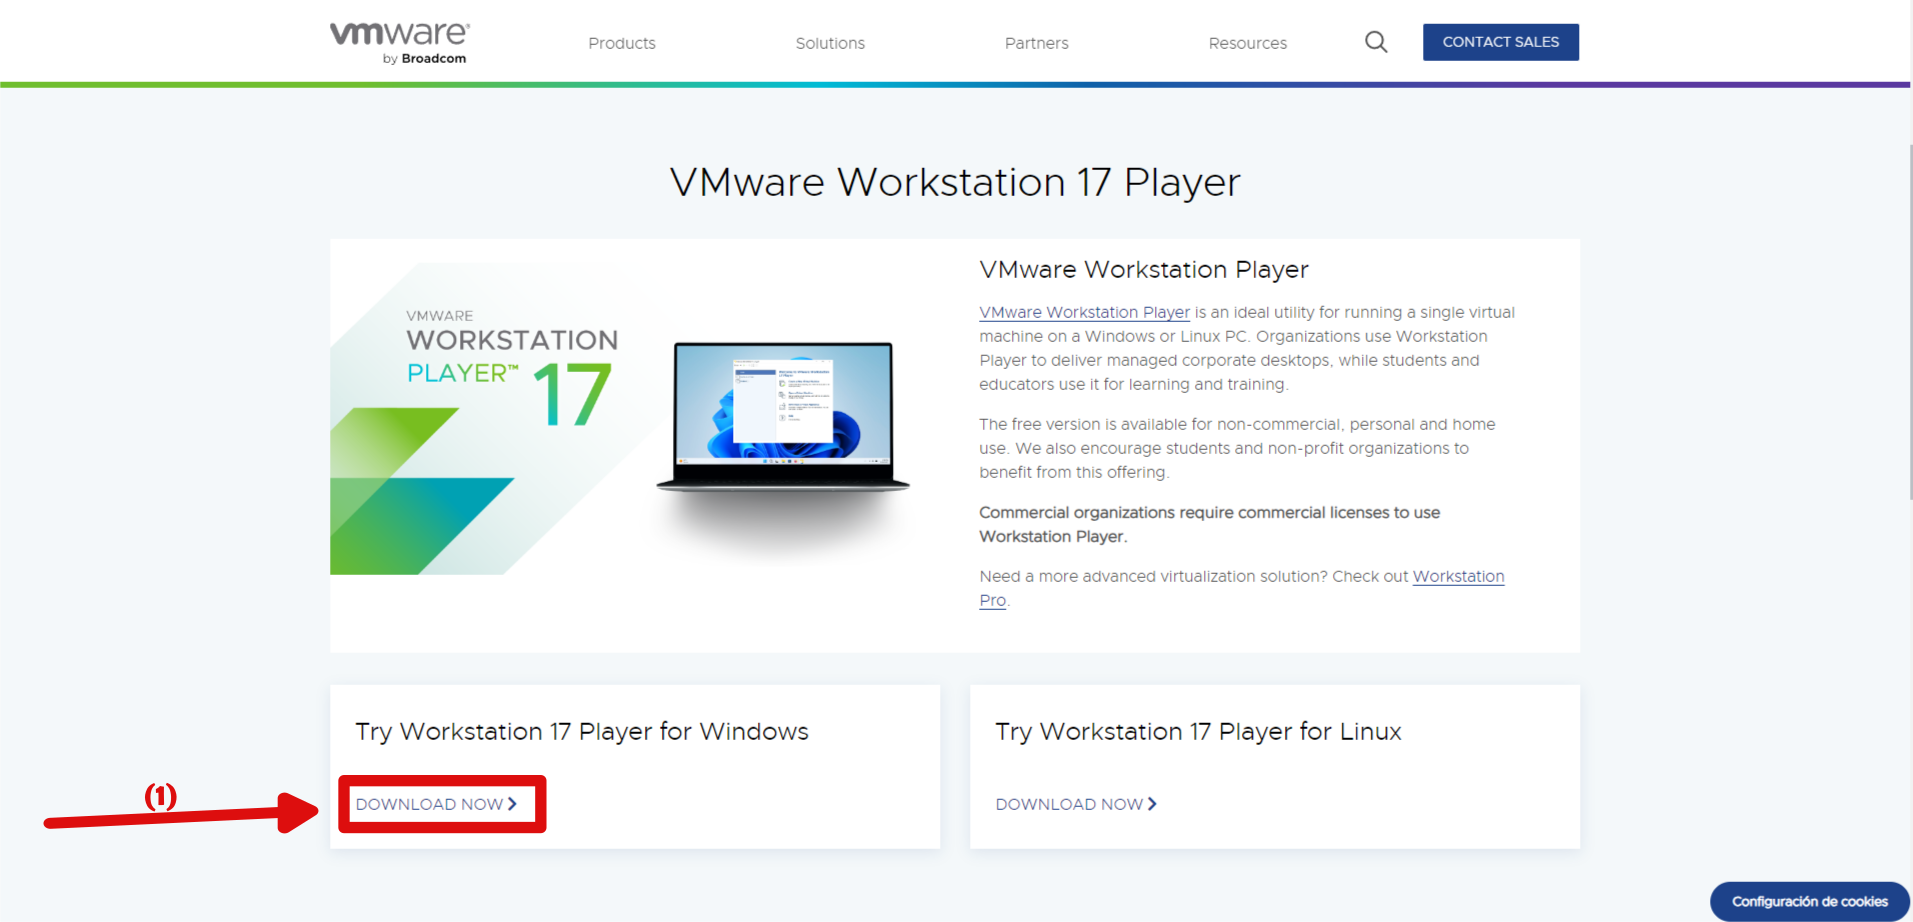 vmware®
by Broadcom
Products
Solutions
Partners
Resources
CONTACT SALES
VMware Workstation 17 Player
VMWARE
WORKSTATION
PLAYER™ 17
VMware Workstation Player
VMware Workstation Player is an ideal utility for running a single virtual
machine on a Windows or Linux PC. Organizations use Workstation
Player to deliver managed corporate desktops, while students and
educators use it for learning and training.
The free version is available for non-commercial, personal and home
use. We also encourage students and non-profit organizations to
benefit from this offering.
Commercial organizations require commercial licenses to use
Workstation Player.
Need a more advanced virtualization solution? Check out Workstation
Pro.
Try Workstation 17 Player for Windows
(1)
DOWNLOAD NOW
Try Workstation 17 Player for Linux
DOWNLOAD NOW
Configuración de cookies